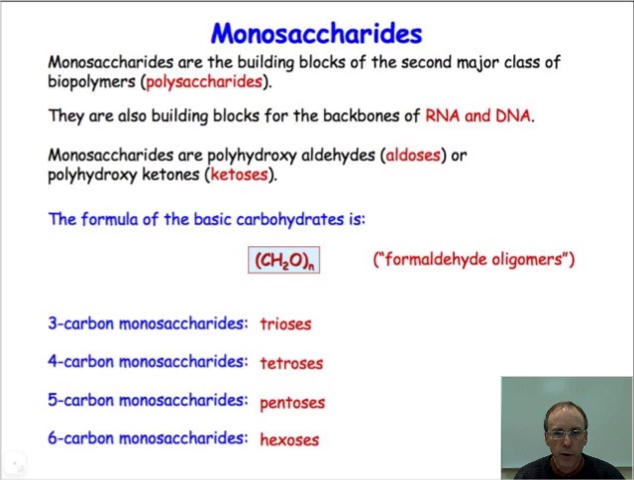 Monosaccharides
Monosaccharides are the building blocks of the second major class of
biopolymers (polysaccharides).
They are also building blocks for the backbones of RNA and DNA.
Monosaccharides are polyhydroxy aldehydes (aldoses) or
polyhydroxy ketones (ketoses).
The formula of the basic carbohydrates is:
(CH₂O)ₙ ("formaldehyde oligomers")
3-carbon monosaccharides: trioses
4-carbon monosaccharides: tetroses
5-carbon monosaccharides: pentoses
6-carbon monosaccharides: hexoses